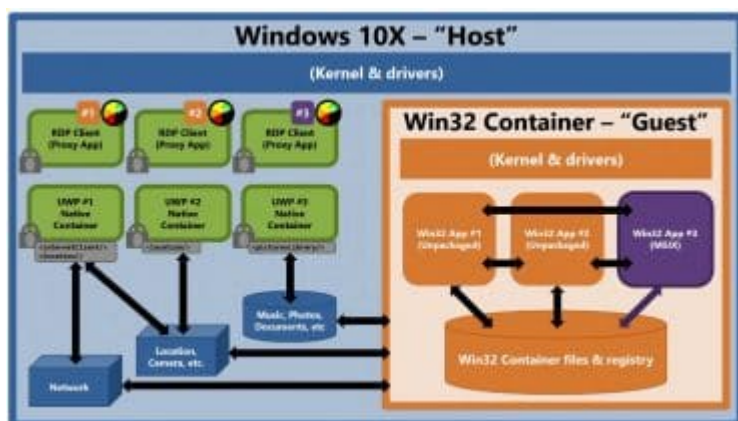 Windows 10X – “Host”
(Kernel & drivers)
#1
#2
#3
RDP Client
(Proxy App)
RDP Client
(Proxy App)
RDP Client
(Proxy App)
UWP #1
Native
Container
<internetClient/>
<location/>
UWP #2
Native
Container
<location/>
UWP #3
Native
Container
<picturesLibrary/>
Music, Photos,
Documents, etc
Location,
Camera, etc.
Network
Win32 Container – “Guest”
(Kernel & drivers)
Win32 App #1
(Unpackaged)
Win32 App #2
(Unpackaged)
Win32 App #3
(MSIX)
Win32 Container files & registry